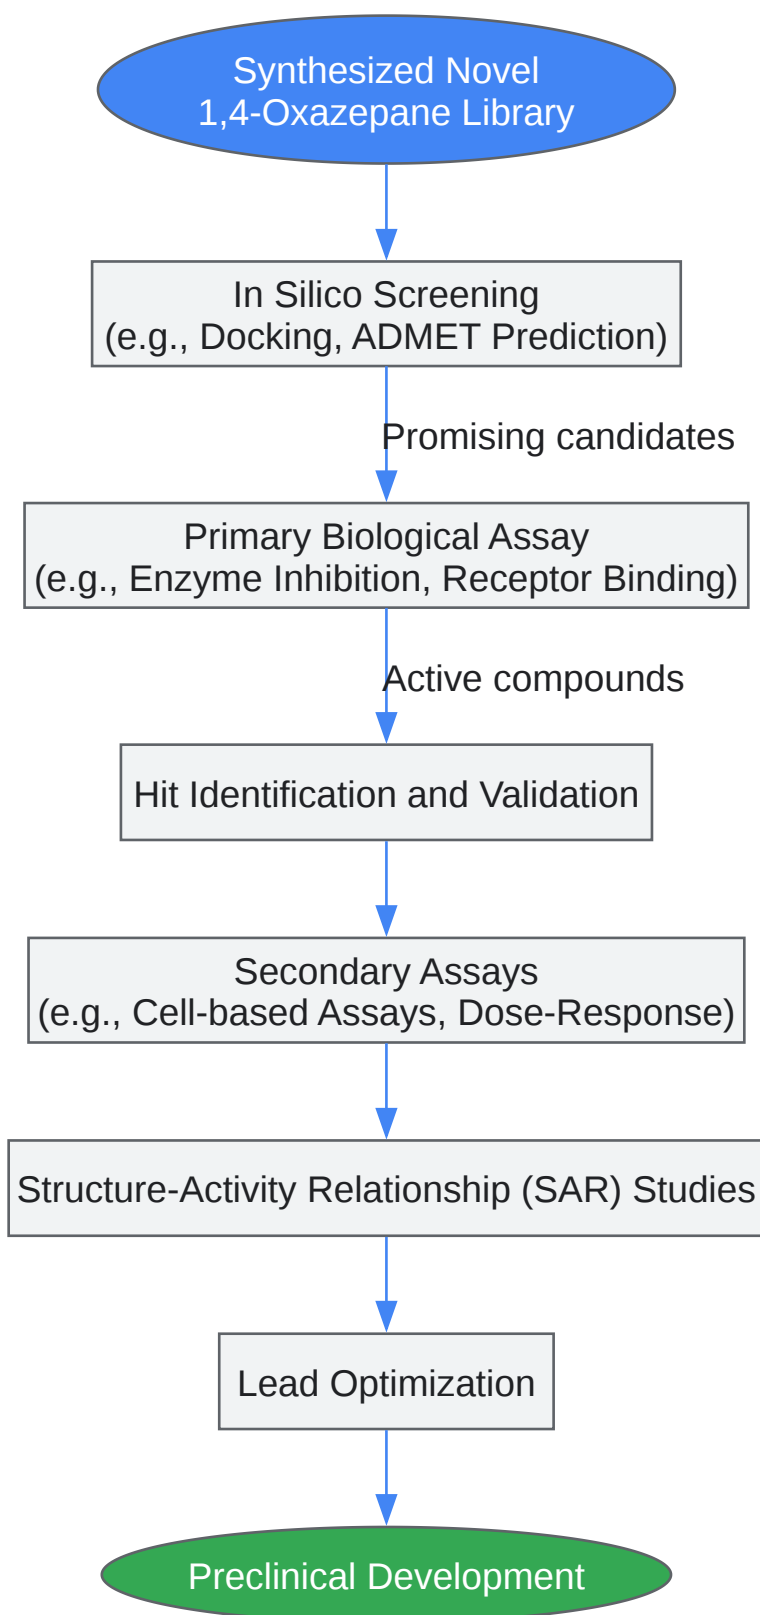 Synthesized Novel
1,4-Oxazepane Library
In Silico Screening
(e.g., Docking, ADMET Prediction)
Promising candidates
Primary Biological Assay
(e.g., Enzyme Inhibition, Receptor Binding)
Active compounds
Hit Identification and Validation
Secondary Assays
(e.g., Cell-based Assays, Dose-Response)
Structure-Activity Relationship (SAR) Studies
Lead Optimization
Preclinical Development